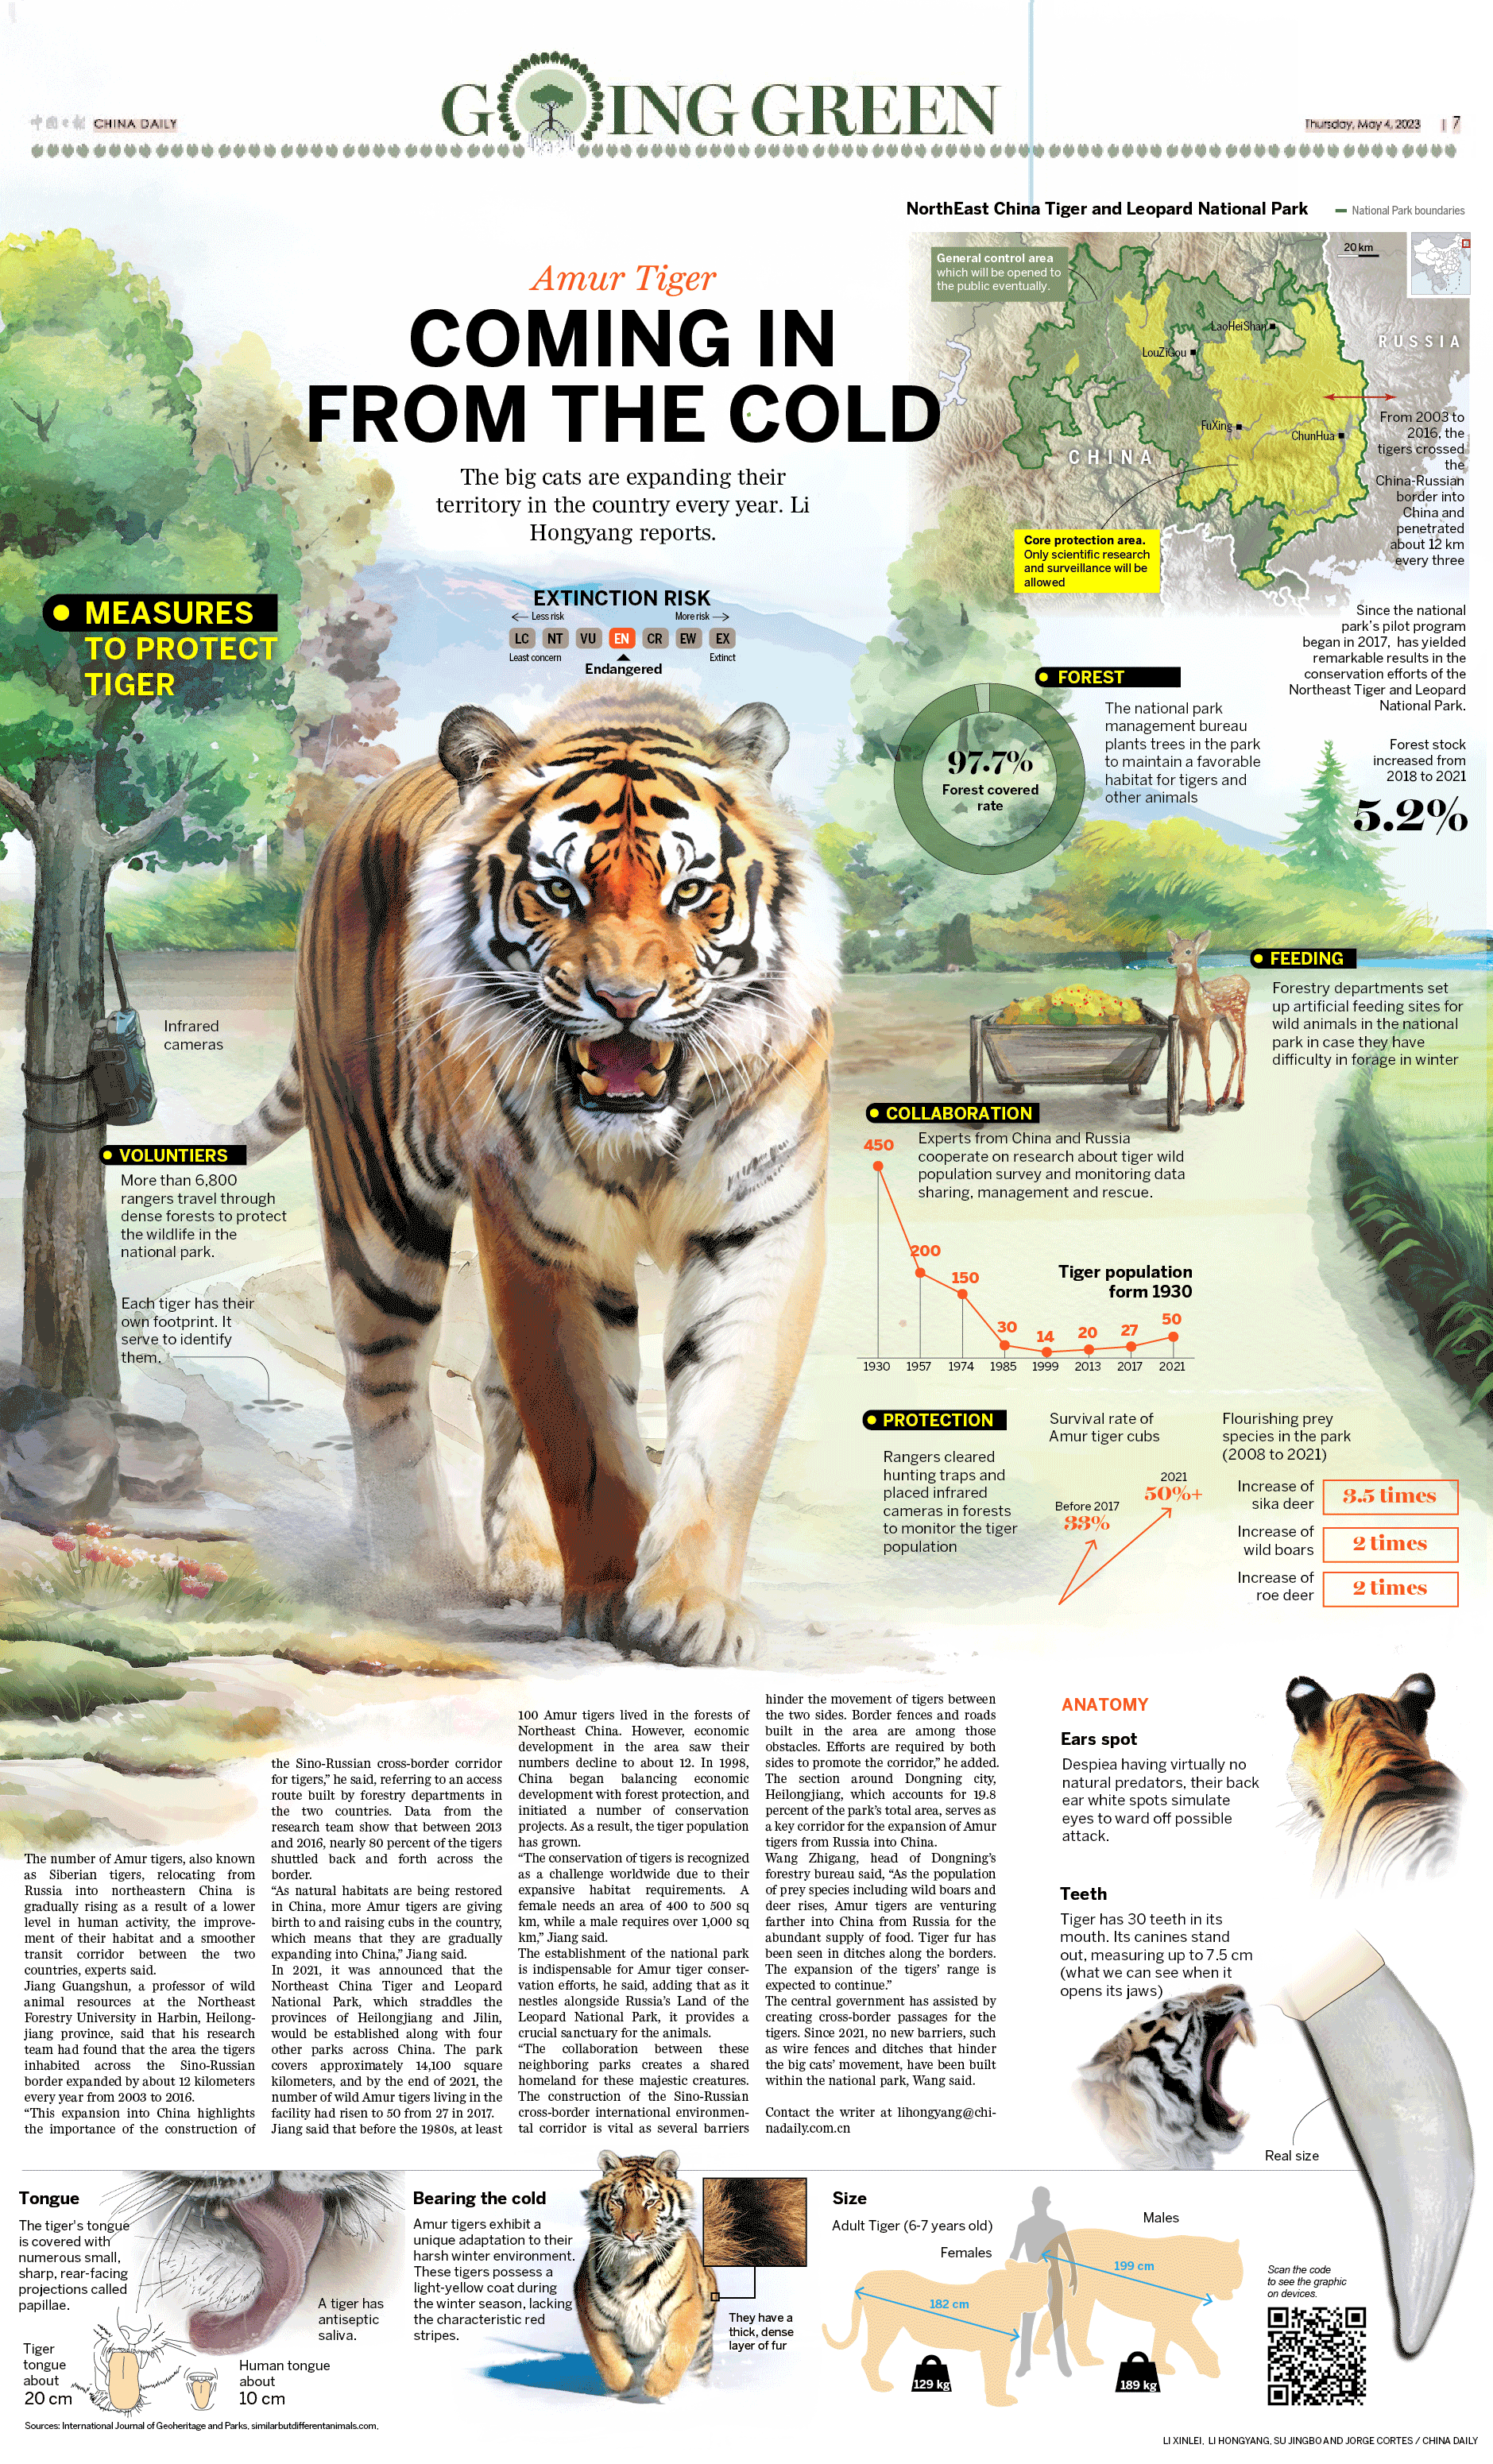 CHINA DAILY
GOING GREEN
Thursday, May 4, 2023 | 7
NorthEast China Tiger and Leopard National Park
National Park boundaries
General control area
which will be opened to
the public eventually.
20 km
RUSSIA
LaoHeiShan
LouZiGou
FuXing
ChunHua
CHINA
From 2003 to
2016, the
tigers crossed
the
China-Russian
border into
China and
penetrated
about 12 km
every three
Core protection area.
Only scientific research
and surveillance will be
allowed
Amur Tiger
COMING IN
FROM THE COLD
The big cats are expanding their
territory in the country every year. Li
Hongyang reports.
EXTINCTION RISK
Less risk
More risk
LC NT VU EN CR EW EX
Least concern
Extinct
Endangered
MEASURES
TO PROTECT
TIGER
Since the national
park's pilot program
began in 2017, has yielded
remarkable results in the
conservation efforts of the
Northeast Tiger and Leopard
National Park.
FOREST
The national park
management bureau
plants trees in the park
to maintain a favorable
habitat for tigers and
other animals
97.7%
Forest covered
rate
Forest stock
increased from
2018 to 2021
5.2%
FEEDING
Forestry departments set
up artificial feeding sites for
wild animals in the national
park in case they have
difficulty in forage in winter
Infrared
cameras
VOLUNTIERS
More than 6,800
rangers travel through
dense forests to protect
the wildlife in the
national park.
Each tiger has their
own footprint. It
serve to identify
them.
COLLABORATION
Experts from China and Russia
cooperate on research about tiger wild
population survey and monitoring data
sharing, management and rescue.
Tiger population
form 1930
450
200
150
30
14
20
27
50
1930 1957 1974 1985 1999 2013 2017 2021
PROTECTION
Rangers cleared
hunting traps and
placed infrared
cameras in forests
to monitor the tiger
population
Survival rate of
Amur tiger cubs
Before 2017
33%
2021
50%+
Flourishing prey
species in the park
(2008 to 2021)
Increase of
sika deer
3.5 times
Increase of
wild boars
2 times
Increase of
roe deer
2 times
The number of Amur tigers, also known
as Siberian tigers, relocating from
Russia into northeastern China is
gradually rising as a result of a lower
level in human activity, the improve-
ment of their habitat and a smoother
transit corridor between the two
countries, experts said.
Jiang Guangshun, a professor of wild
animal resources at the Northeast
Forestry University in Harbin, Heilong-
jiang province, said that his research
team had found that the area the tigers
inhabited across the Sino-Russian
border expanded by about 12 kilometers
every year from 2003 to 2016.
“This expansion into China highlights
the importance of the construction of
the Sino-Russian cross-border corridor
for tigers,” he said, referring to an access
route built by forestry departments in
the two countries. Data from the
research team show that between 2013
and 2016, nearly 80 percent of the tigers
shuttled back and forth across the
border.
“As natural habitats are being restored
in China, more Amur tigers are giving
birth to and raising cubs in the country,
which means that they are gradually
expanding into China,” Jiang said.
In 2021, it was announced that the
Northeast China Tiger and Leopard
National Park, which straddles the
provinces of Heilongjiang and Jilin,
would be established along with four
other parks across China. The park
covers approximately 14,100 square
kilometers, and by the end of 2021, the
number of wild Amur tigers living in the
facility had risen to 50 from 27 in 2017.
Jiang said that before the 1980s, at least
100 Amur tigers lived in the forests of
Northeast China. However, economic
development in the area saw their
numbers decline to about 12. In 1998,
China began balancing economic
development with forest protection, and
initiated a number of conservation
projects. As a result, the tiger population
has grown.
“The conservation of tigers is recognized
as a challenge worldwide due to their
expansive habitat requirements. A
female needs an area of 400 to 500 sq
km, while a male requires over 1,000 sq
km,” Jiang said.
The establishment of the national park
is indispensable for Amur tiger conser-
vation efforts, he said, adding that as it
nestles alongside Russia's Land of the
Leopard National Park, it provides a
crucial sanctuary for the animals.
“The collaboration between these
neighboring parks creates a shared
homeland for these majestic creatures.
The construction of the Sino-Russian
cross-border international environmen-
tal corridor is vital as several barriers
hinder the movement of tigers between
the two sides. Border fences and roads
built in the area are among those
obstacles. Efforts are required by both
sides to promote the corridor,” he added.
The section around Dongning city,
Heilongjiang, which accounts for 19.8
percent of the park's total area, serves as
a key corridor for the expansion of Amur
tigers from Russia into China.
Wang Zhigang, head of Dongning's
forestry bureau said, “As the population
of prey species including wild boars and
deer rises, Amur tigers are venturing
farther into China from Russia for the
abundant supply of food. Tiger fur has
been seen in ditches along the borders.
The expansion of the tigers' range is
expected to continue.”
The central government has assisted by
creating cross-border passages for the
tigers. Since 2021, no new barriers, such
as wire fences and ditches that hinder
the big cats' movement, have been built
within the national park, Wang said.
Contact the writer at lihongyang@chi-
nadaily.com.cn
ANATOMY
Ears spot
Despiea having virtually no
natural predators, their back
ear white spots simulate
eyes to ward off possible
attack.
Teeth
Tiger has 30 teeth in its
mouth. Its canines stand
out, measuring up to 7.5 cm
(what we can see when it
opens its jaws)
Real size
Tongue
The tiger's tongue
is covered with
numerous small,
sharp, rear-facing
projections called
papillae.
A tiger has
antiseptic
saliva.
Tiger
tongue
about
20 cm
Human tongue
about
10 cm
Bearing the cold
Amur tigers exhibit a
unique adaptation to their
harsh winter environment.
These tigers possess a
light-yellow coat during
the winter season, lacking
the characteristic red
stripes.
They have a
thick, dense
layer of fur
Size
Adult Tiger (6-7 years old)
Females
Males
182 cm
199 cm
129 kg
189 kg
Scan the code
to see the graphic
on devices.
Sources: International Journal of Geoheritage and Parks, similarbutdifferentanimals.com,
LI XINLEI, LI HONGYANG, SU JINGBO AND JORGE CORTES / CHINA DAILY